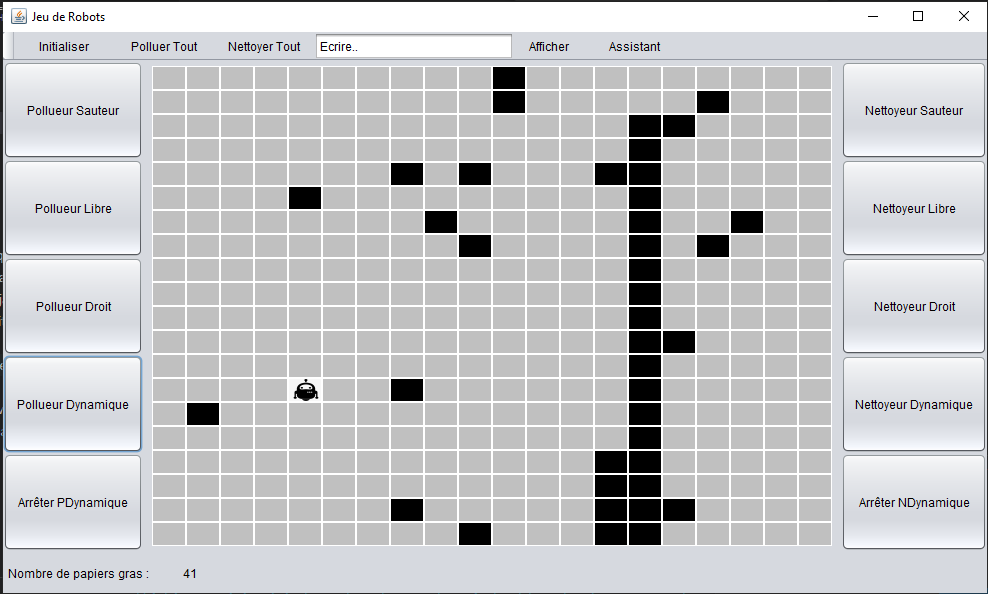 Jeu de Robots
Initialiser Polluer Tout Nettoyer Tout Ecrire.. Afficher Assistant
Pollueur Sauteur Nettoyeur Sauteur
Pollueur Libre Nettoyeur Libre
Pollueur Droit Nettoyeur Droit
Pollueur Dynamique Nettoyeur Dynamique
Arrêter PDynamique Arrêter NDynamique
Nombre de papiers gras : 41